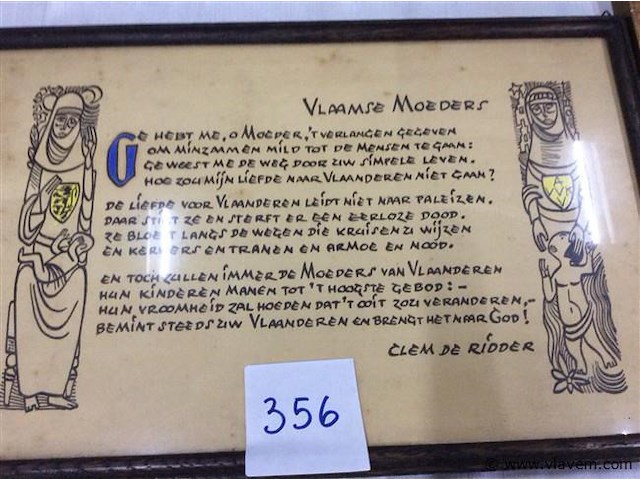 VLAAMSE MOEDERS
GE HEBT ME, O MOEDER, 'T VERLANGEN GEGEVEN
OM MINZAM EN MILD TOT DE MENSEN TE GAAN:
GE WEEST ME DE WEG DOOR UW SIMPELE LEVEN.
HOE ZOU MIJN LIEFDE NAAR VLAANDEREN NIET GAAN?
DE LIEFDE VOOR VLAANDEREN LEIDT NIET NAAR PALEIZEN.
DAAR ZE EN STERFT ER EEN EERLOZE DOOD.
ZE BLOEIT LANGS DE WEGEN DIE KRUISEN U WIJZEN
EN KERKERS EN TRANEN EN ARMOE EN NOOD.
EN TOCH ZULLEN IMMER DE MOEDERS VAN VLAANDEREN
HUN KINDEREN MANEN TOT 'T HOOGSTE GEBOD:-
HUN VROOMHEID ZAL HOEDEN DAT 'T OOIT ZOU VERANDEREN,-
BEMINT STEEDS UW VLAANDEREN EN BRENGT HET NAAR GOD!
CLEM DE RIDDER
356
© www.vlavem.com